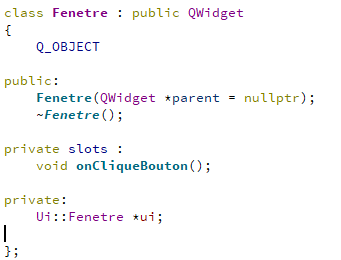 class Fenetre : public QWidget
{
Q_OBJECT
public:
Fenetre(QWidget *parent = nullptr);
~Fenetre();
private slots :
void onCliqueBouton();
private:
Ui::Fenetre *ui;
};